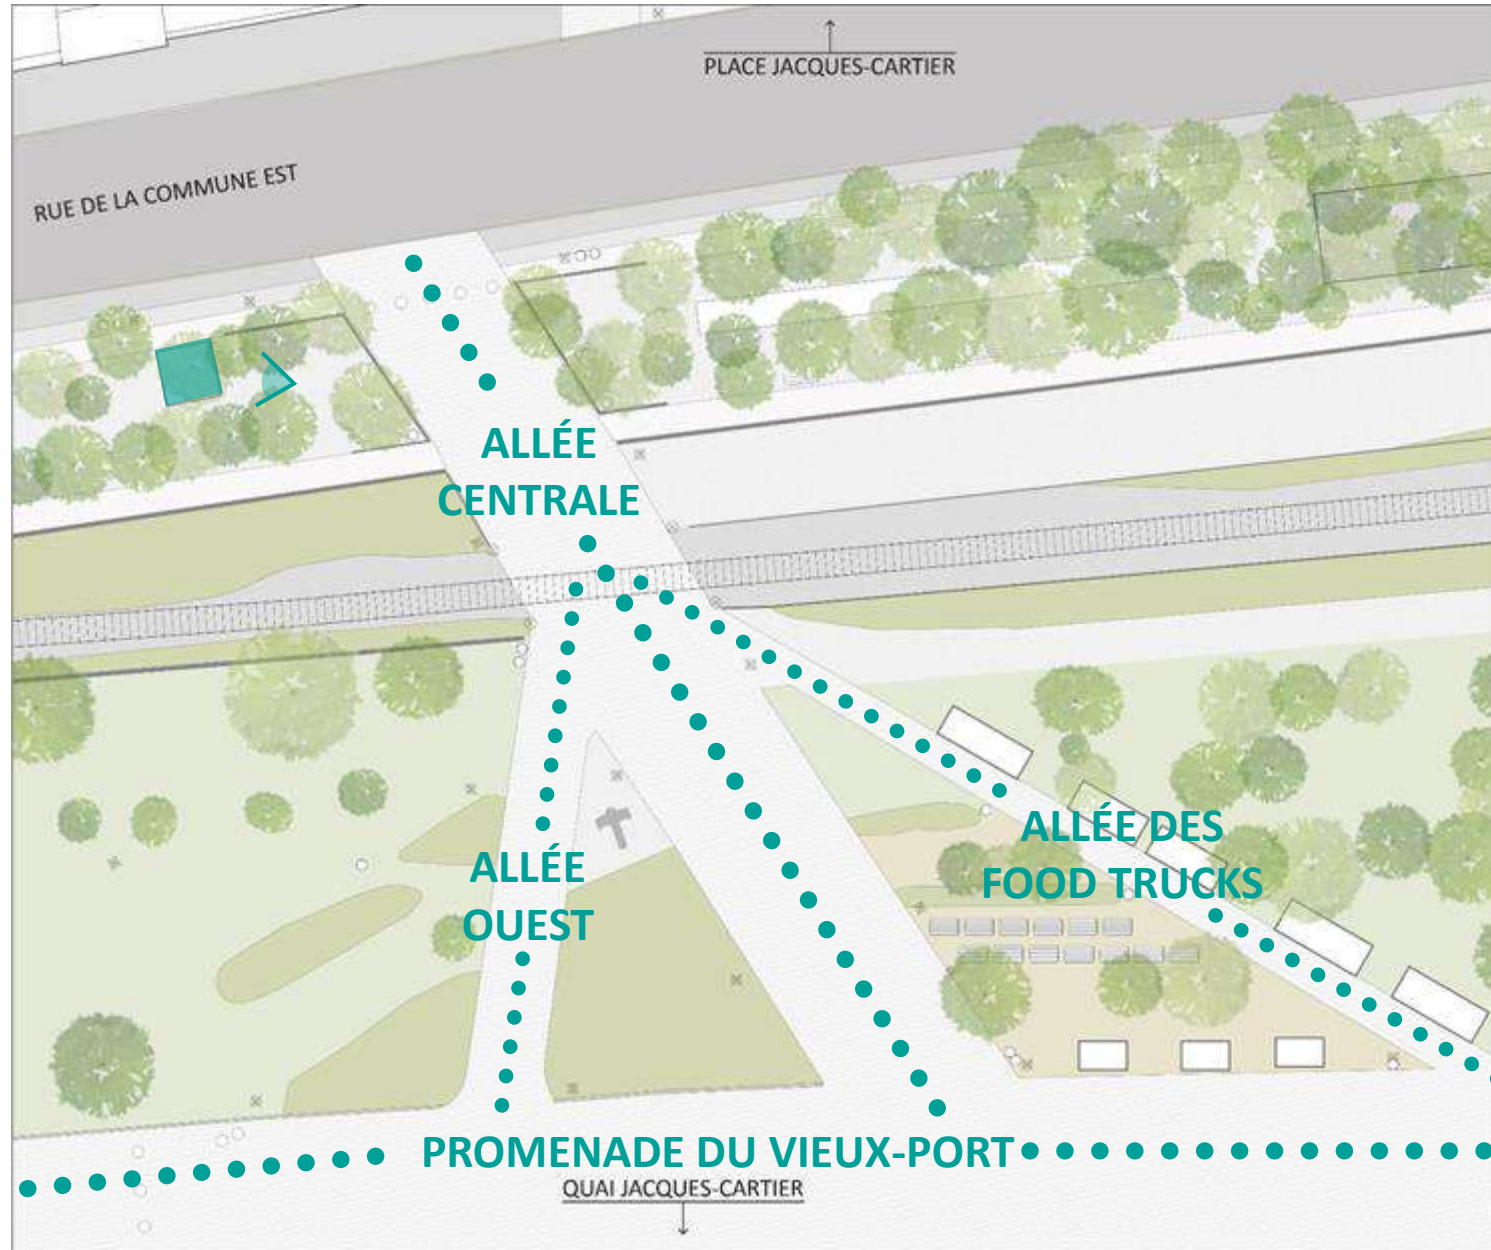 PLACE JACQUES-CARTIER
RUE DE LA COMMUNE EST
ALLÉE
CENTRALE
ALLÉE DES
FOOD TRUCKS
ALLÉE
OUEST
PROMENADE DU VIEUX-PORT
QUAI JACQUES-CARTIER